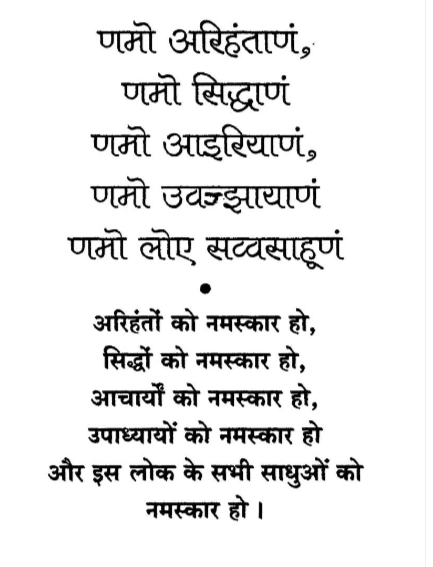 णमो अरिहंताणं,
णमो सिद्धाणं
णमो आइरियाणं,
णमो उवज्झायाणं
णमो लोए सव्वसाहूणं
•
अरिहंतों को नमस्कार हो,
सिद्धों को नमस्कार हो,
आचार्यों को नमस्कार हो,
उपाध्यायों को नमस्कार हो
और इस लोक के सभी साधुओं को
नमस्कार हो ।